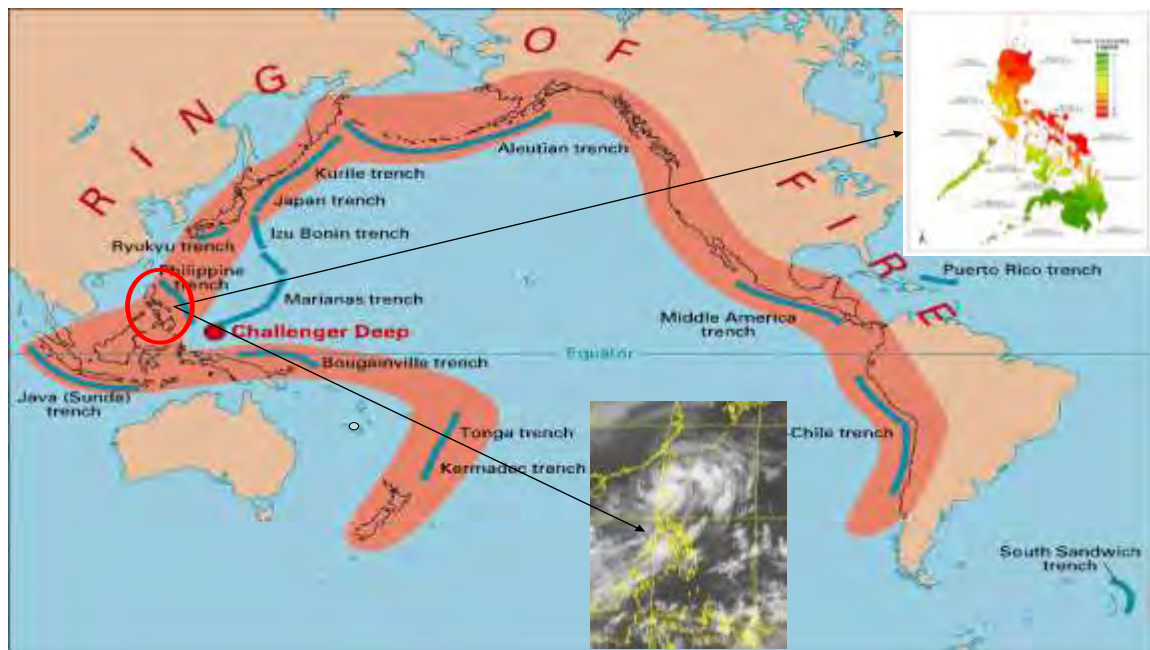 RING OF FIRE
Aleutian trench
Kurile trench
Japan trench
Izu Bonin trench
Ryukyu trench
Philippine
trench
Marianas trench
Challenger Deep
Puerto Rico trench
Middle America
trench
Equator
Bougainville trench
Java (Sunda)
trench
Tonga trench
Kermadec trench
Chile trench
South Sandwich
trench